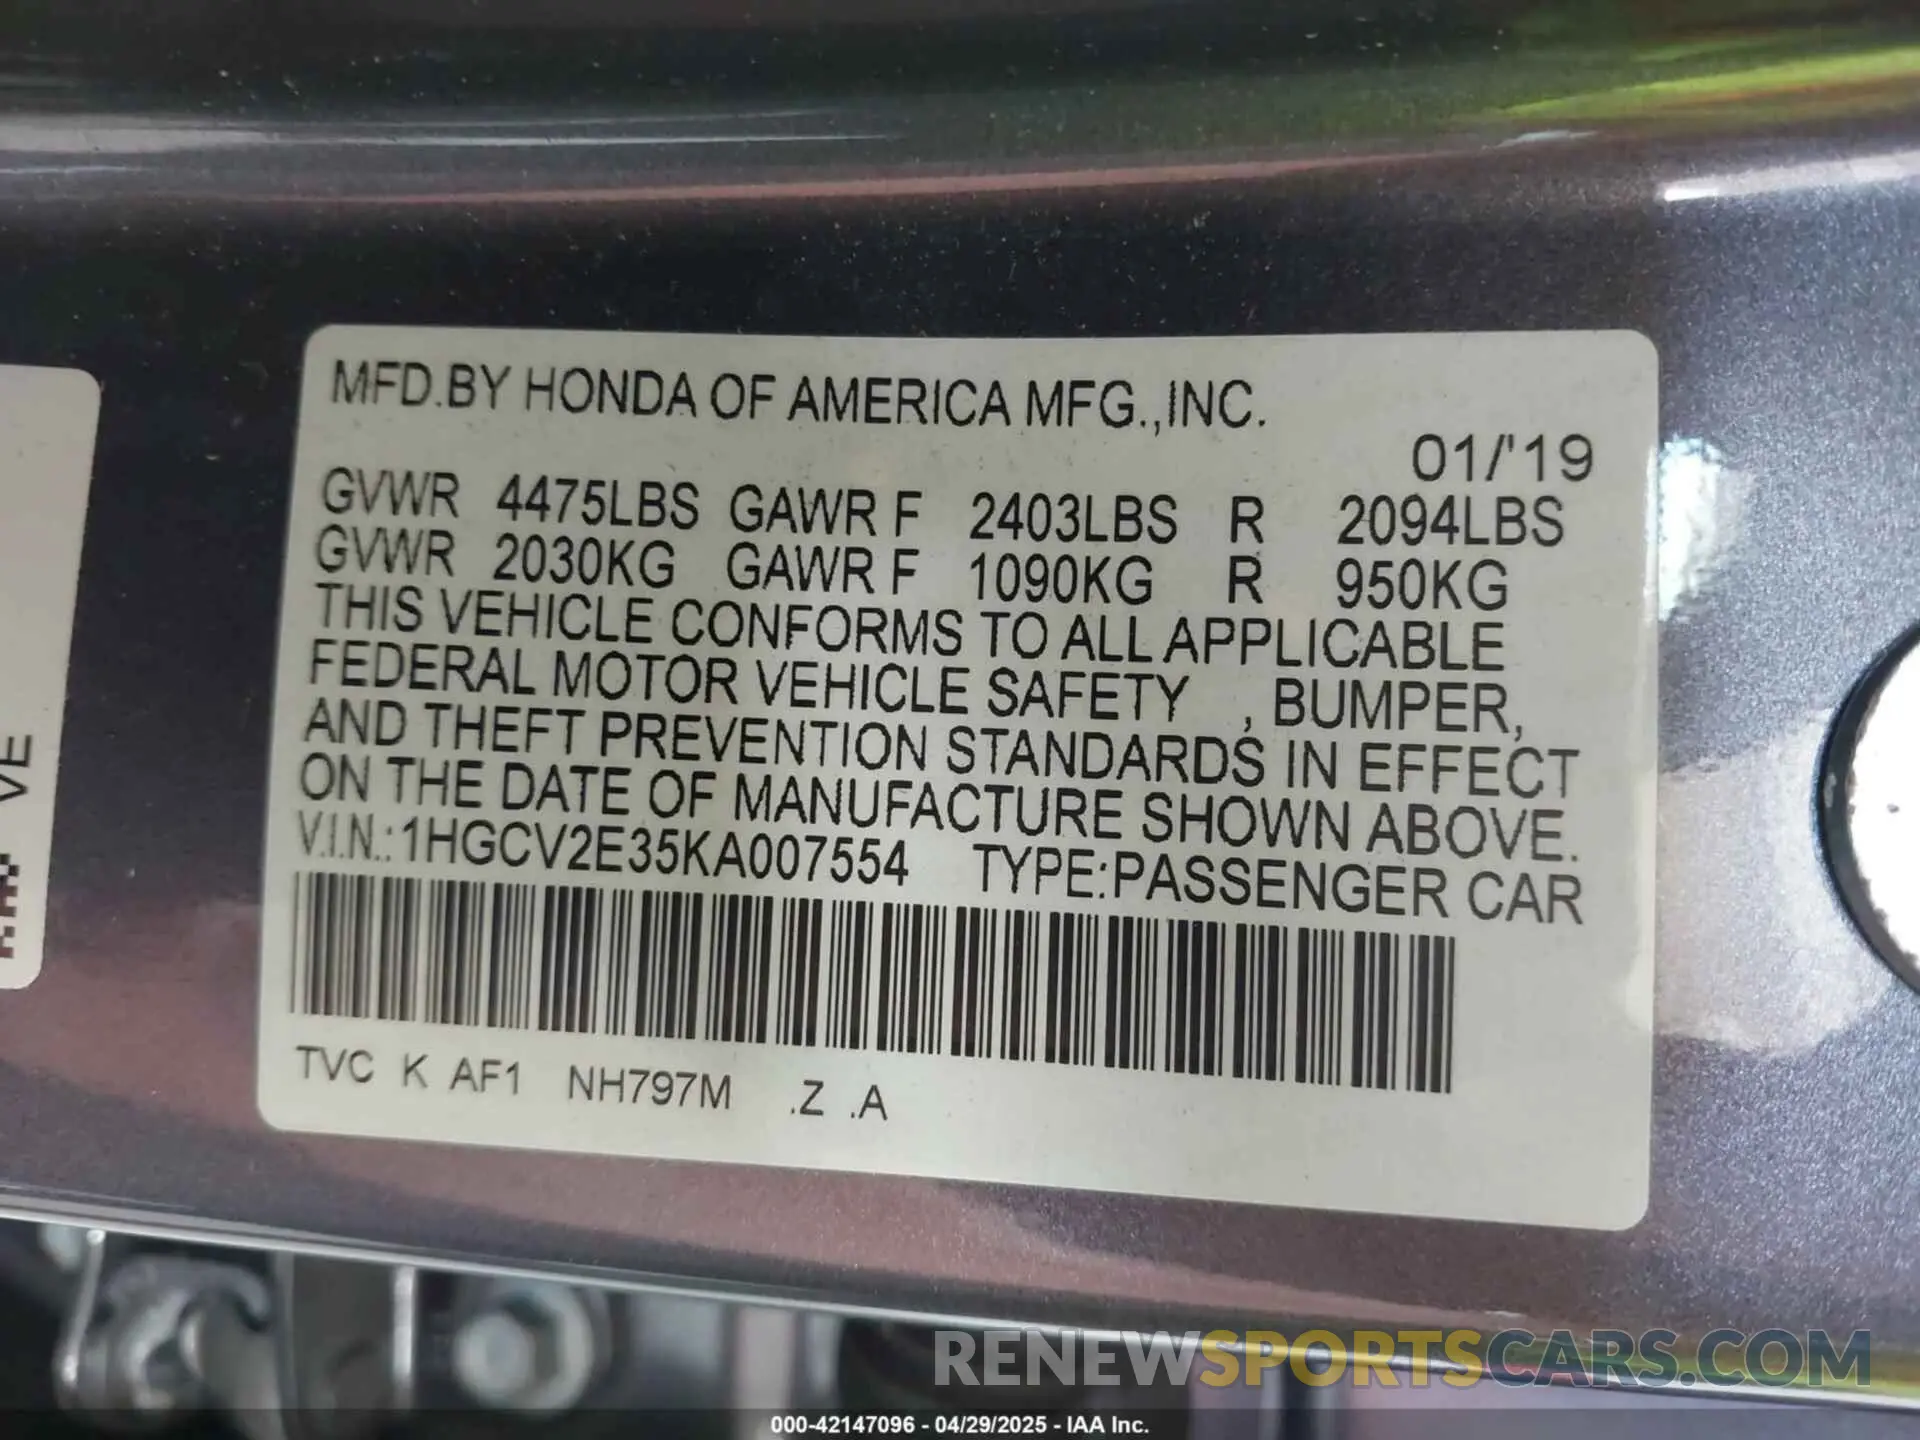 MFD.BY HONDA OF AMERICA MFG.,INC.
01/'19
GVWR 4475LBS GAWR F 2403LBS R 2094LBS
GVWR 2030KG GAWR F 1090KG R 950KG
THIS VEHICLE CONFORMS TO ALL APPLICABLE
FEDERAL MOTOR VEHICLE SAFETY , BUMPER,
AND THEFT PREVENTION STANDARDS IN EFFECT
ON THE DATE OF MANUFACTURE SHOWN ABOVE.
V.I.N.:1HGCV2E35KA007554 TYPE:PASSENGER CAR
TVC K AF1 NH797M .Z .A
VE
RENEWSPORTSCARS.COM
000-42147096 - 04/29/2025 - IAA Inc.